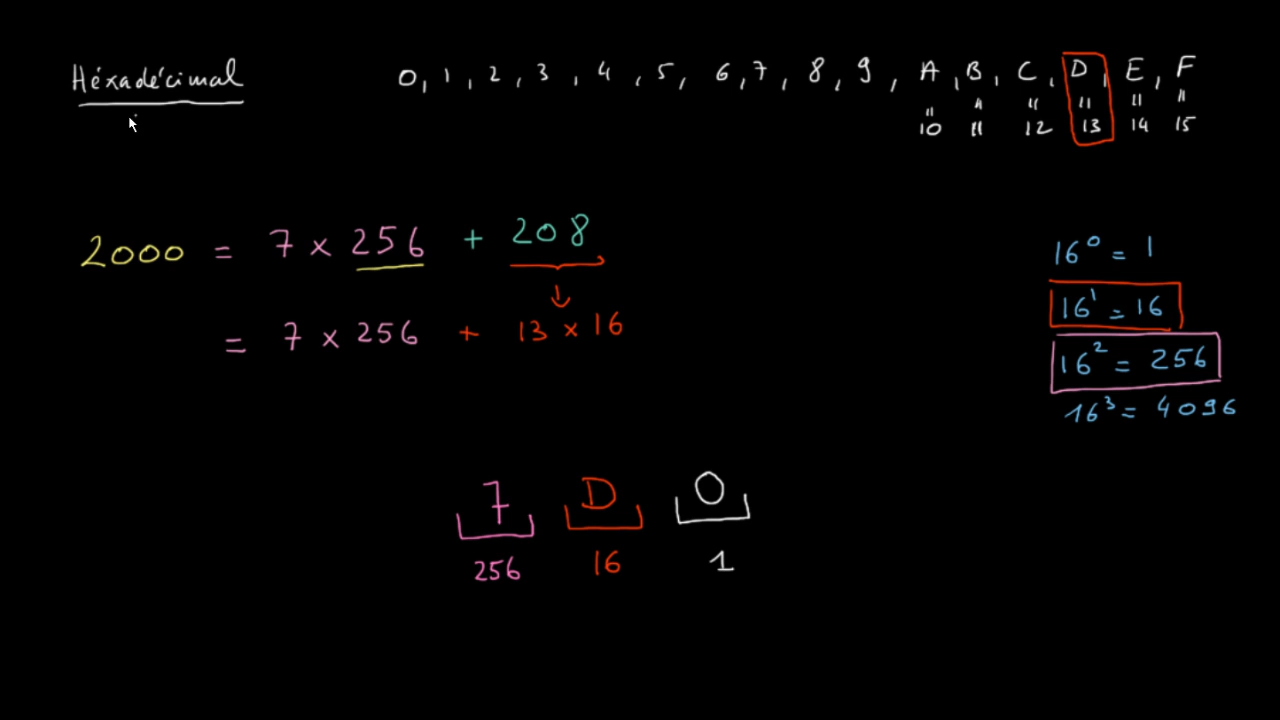 Héxadécimal 0, 1, 2, 3, 4, 5, 6, 7, 8, 9, A, B, C, D, E, F
" " " " " "
10 11 12 13 14 15
2000 = 7 × 256 + 208
↓
= 7 × 256 + 13 × 16
16⁰ = 1
16¹ = 16
16² = 256
16³ = 4096
7 D 0
256 16 1